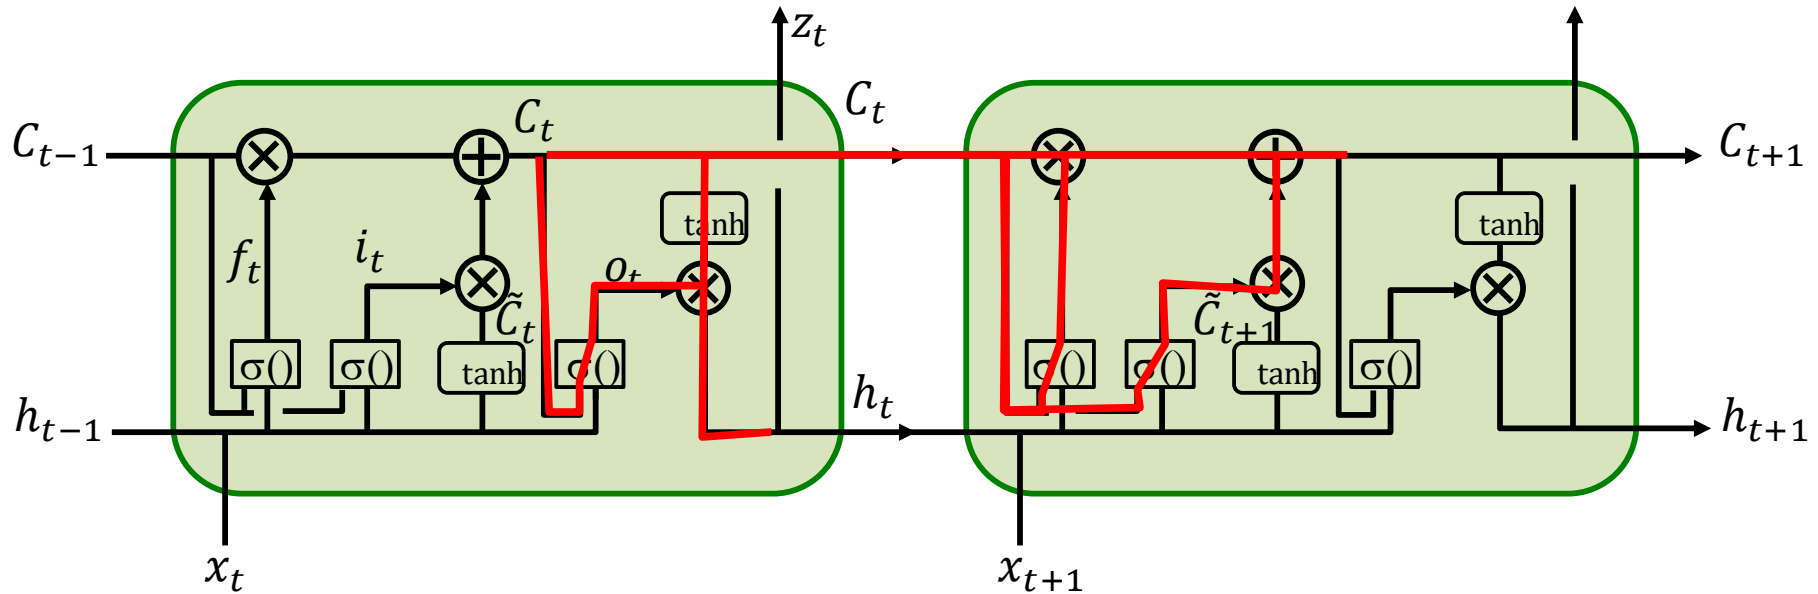 z_t
C_t
C_t
C_{t-1}
C_{t+1}
tanh
tanh
f_t
i_t
o_t
C̃_t
C̃_{t+1}
σ()
σ()
tanh
σ()
σ()
σ()
tanh
σ()
h_{t-1}
h_t
h_{t+1}
x_t
x_{t+1}